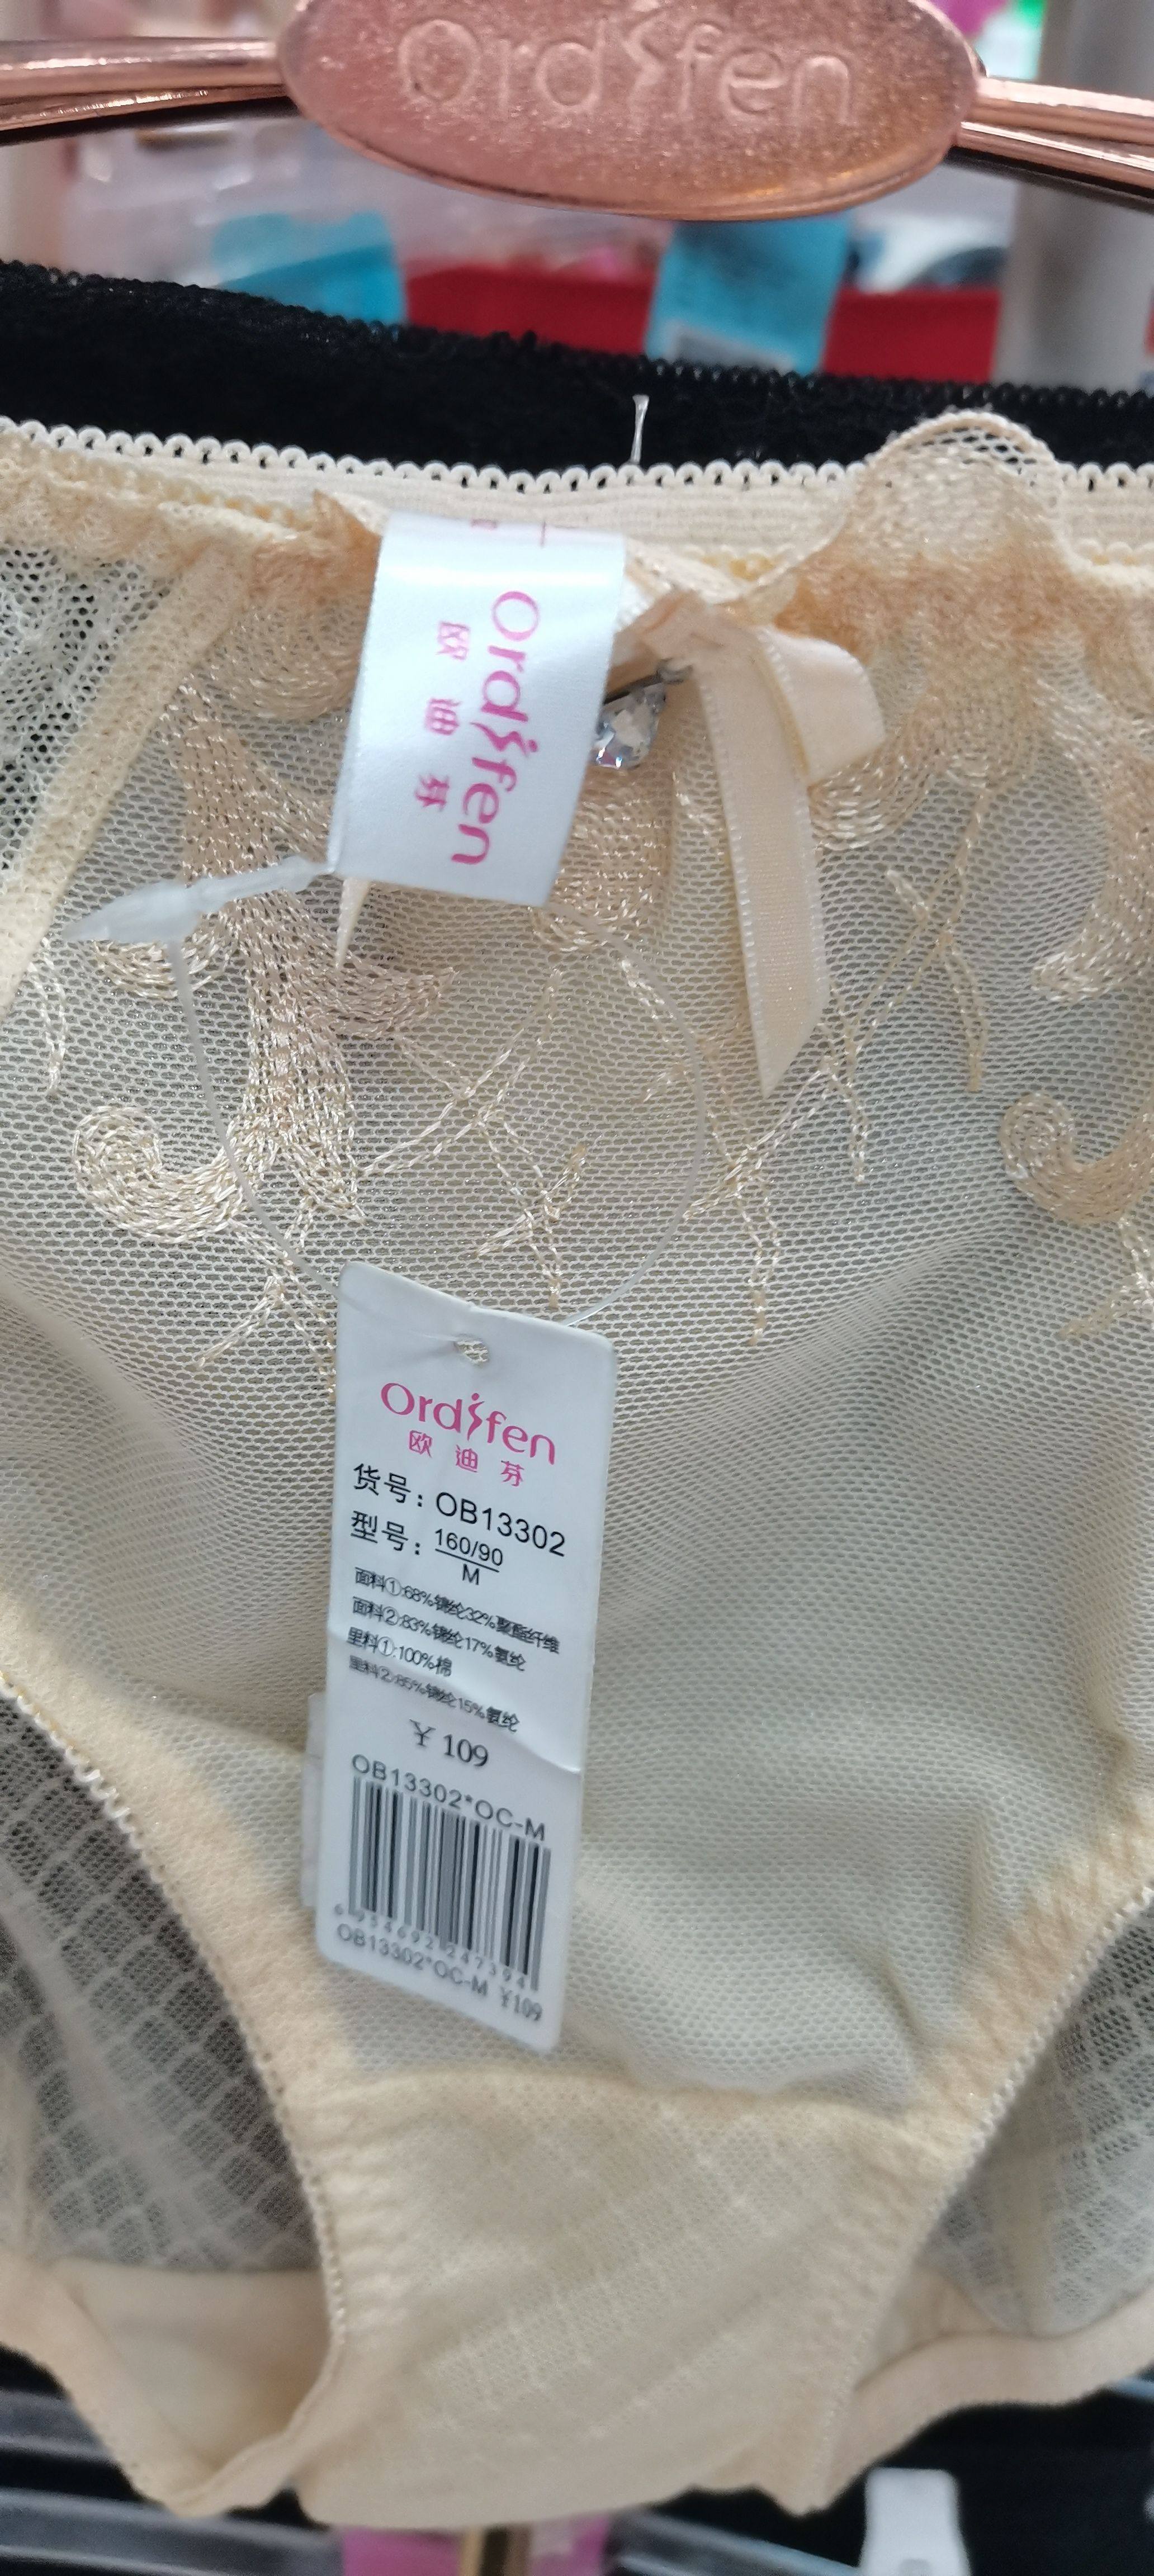 Ordifen
Ordifen
欧迪芬
Ordifen
欧迪芬
货号：OB13302
型号：160/90
M
面料①:68%锦纶32%聚酯纤维
面料②:83%锦纶17%氨纶
里料①:100%棉
里料②:85%锦纶15%氨纶
¥ 109
OB13302*OC-M
6 954692 247394
OB13302*OC-M ¥109